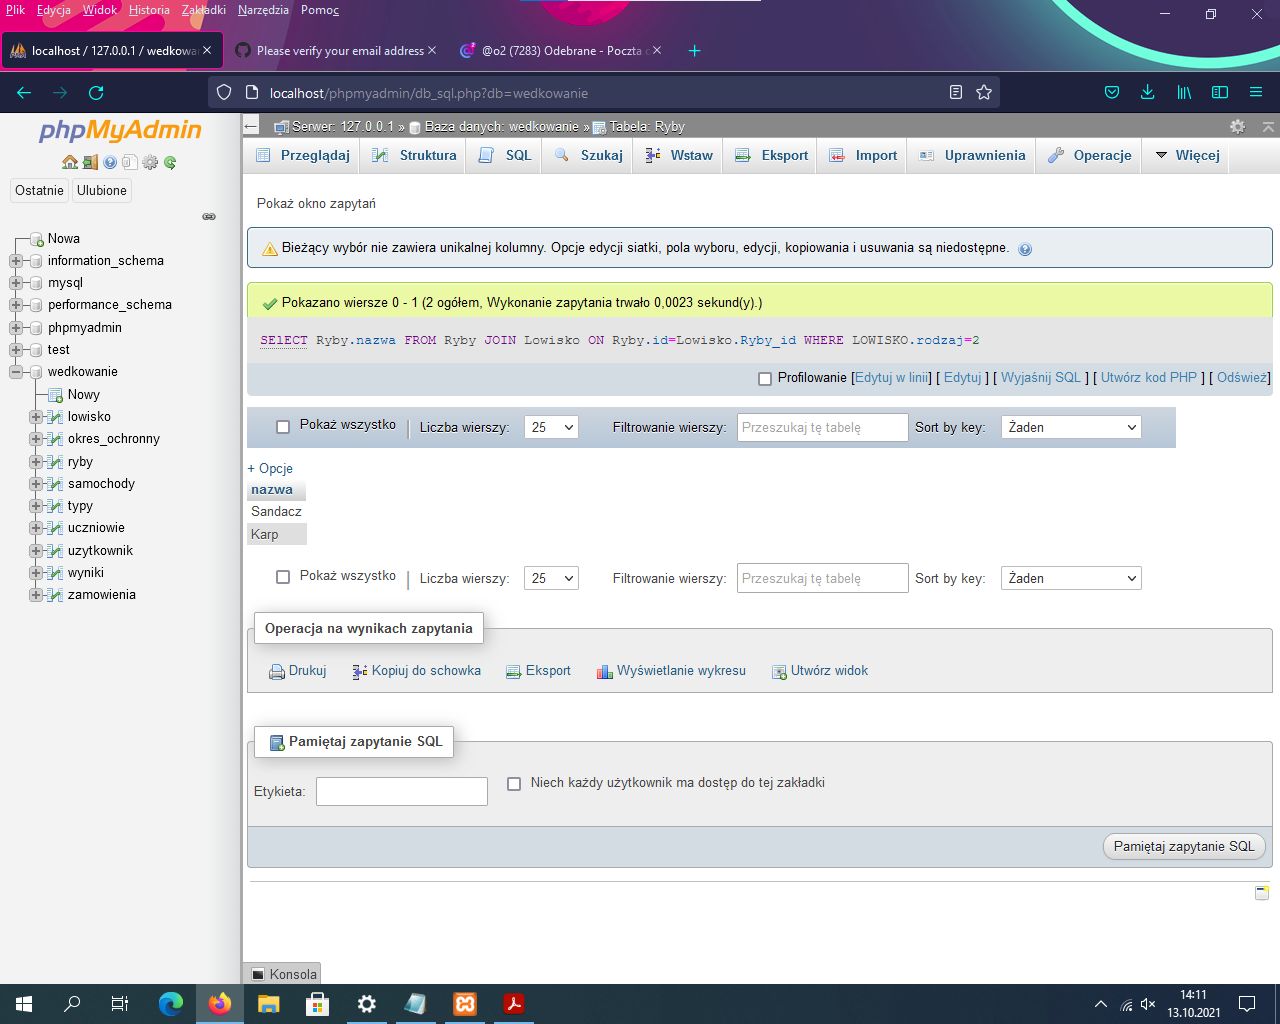 Plik Edycja Widok Historia Zakładki Narzędzia Pomoc
localhost / 127.0.0.1 / wedkowan
Please verify your email address
@o2 (7283) Odebrane - Poczta o
localhost/phpmyadmin/db_sql.php?db=wedkowanie
phpMyAdmin
Serwer: 127.0.0.1 » Baza danych: wedkowanie » Tabela: Ryby
Przeglądaj Struktura SQL Szukaj Wstaw Eksport Import Uprawnienia Operacje Więcej
Ostatnie Ulubione
Nowa
information_schema
mysql
performance_schema
phpmyadmin
test
wedkowanie
Nowy
lowisko
okres_ochronny
ryby
samochody
typy
uczniowie
uzytkownik
wyniki
zamowienia
Pokaż okno zapytań
Bieżący wybór nie zawiera unikalnej kolumny. Opcje edycji siatki, pola wyboru, edycji, kopiowania i usuwania są niedostępne.
Pokazano wiersze 0 - 1 (2 ogółem, Wykonanie zapytania trwało 0,0023 sekund(y).)
SElECT Ryby.nazwa FROM Ryby JOIN Lowisko ON Ryby.id=Lowisko.Ryby_id WHERE LOWISKO.rodzaj=2
Profilowanie [Edytuj w linii] [ Edytuj ] [ Wyjaśnij SQL ] [ Utwórz kod PHP ] [ Odśwież]
Pokaż wszystko | Liczba wierszy: 25 Filtrowanie wierszy: Przeszukaj tę tabelę Sort by key: Żaden
+ Opcje
nazwa
Sandacz
Karp
Pokaż wszystko | Liczba wierszy: 25 Filtrowanie wierszy: Przeszukaj tę tabelę Sort by key: Żaden
Operacja na wynikach zapytania
Drukuj Kopiuj do schowka Eksport Wyświetlanie wykresu Utwórz widok
Pamiętaj zapytanie SQL
Etykieta: Niech każdy użytkownik ma dostęp do tej zakładki
Pamiętaj zapytanie SQL
Konsola
14:11
13.10.2021